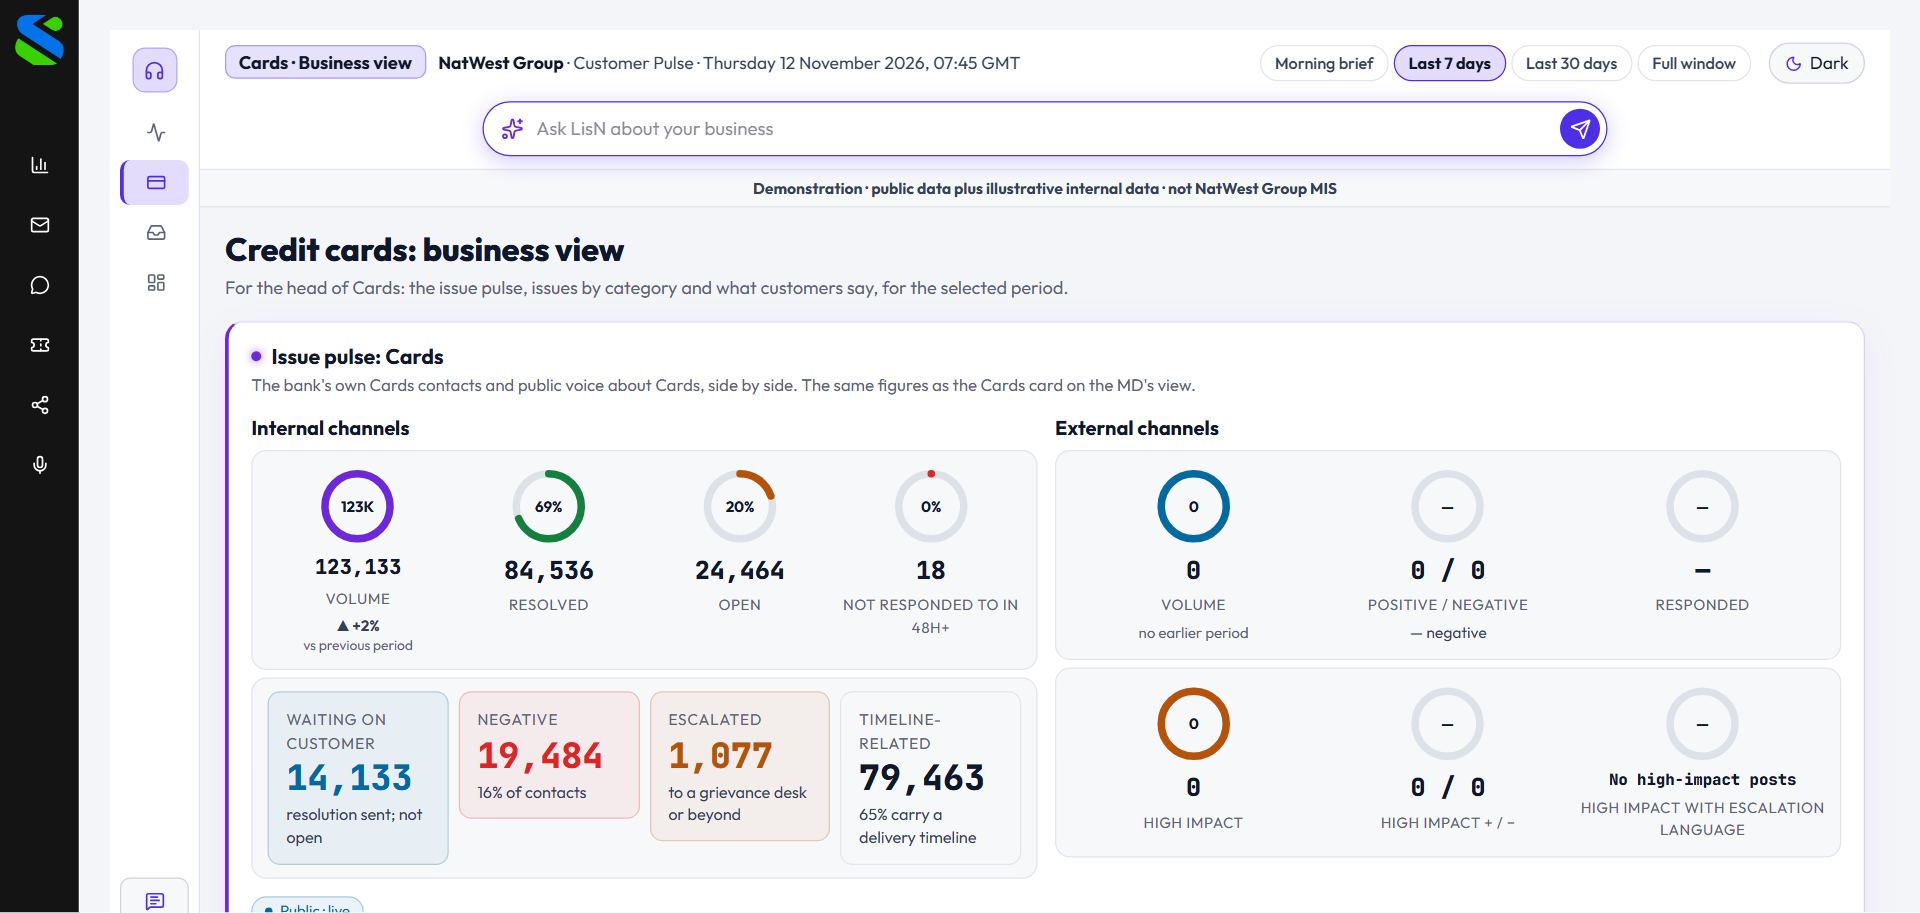 Cards · Business view
NatWest Group · Customer Pulse · Thursday 12 November 2026, 07:45 GMT
Morning brief
Last 7 days
Last 30 days
Full window
Dark
Ask LisN about your business
Demonstration · public data plus illustrative internal data · not NatWest Group MIS
Credit cards: business view
For the head of Cards: the issue pulse, issues by category and what customers say, for the selected period.
Issue pulse: Cards
The bank's own Cards contacts and public voice about Cards, side by side. The same figures as the Cards card on the MD's view.
Internal channels
123K
69%
20%
0%
123,133
84,536
24,464
18
VOLUME
RESOLVED
OPEN
NOT RESPONDED TO IN
48H+
▲ +2%
vs previous period
WAITING ON
CUSTOMER
14,133
resolution sent; not
open
NEGATIVE
19,484
16% of contacts
ESCALATED
1,077
to a grievance desk
or beyond
TIMELINE-
RELATED
79,463
65% carry a
delivery timeline
External channels
0
–
–
0
0 / 0
–
VOLUME
POSITIVE / NEGATIVE
RESPONDED
no earlier period
— negative
0
–
–
0
0 / 0
No high-impact posts
HIGH IMPACT
HIGH IMPACT + / −
HIGH IMPACT WITH ESCALATION
LANGUAGE
Public · live